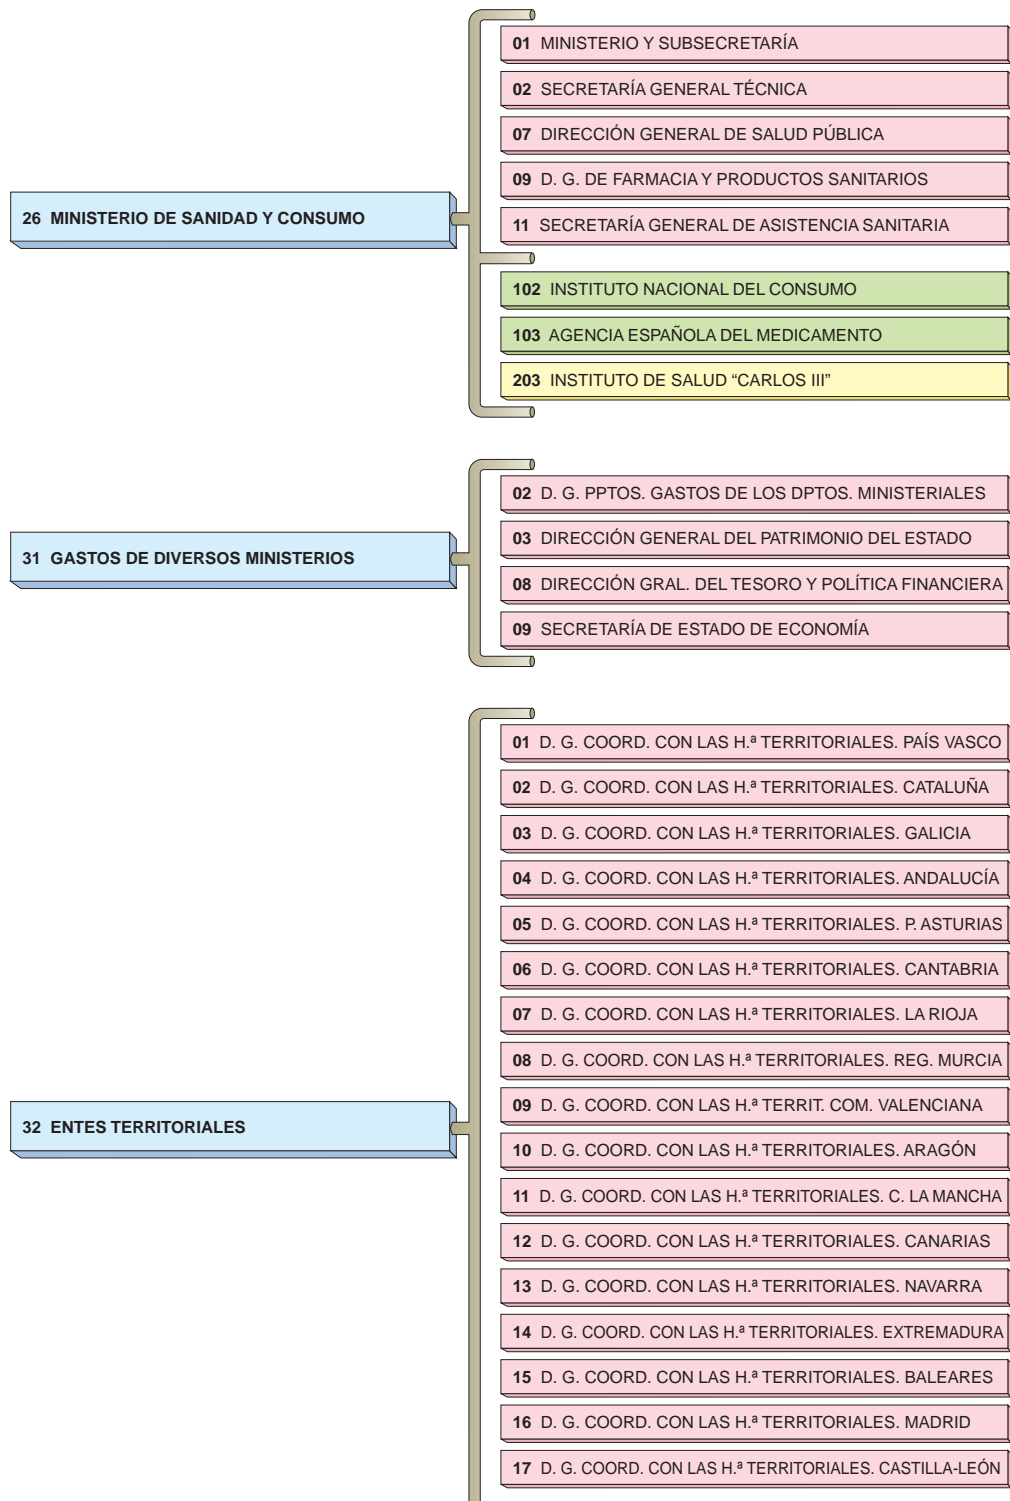 01 MINISTERIO Y SUBSECRETARÍA
02 SECRETARÍA GENERAL TÉCNICA
07 DIRECCIÓN GENERAL DE SALUD PÚBLICA
09 D. G. DE FARMACIA Y PRODUCTOS SANITARIOS
26 MINISTERIO DE SANIDAD Y CONSUMO
11 SECRETARÍA GENERAL DE ASISTENCIA SANITARIA
102 INSTITUTO NACIONAL DEL CONSUMO
103 AGENCIA ESPAÑOLA DEL MEDICAMENTO
203 INSTITUTO DE SALUD “CARLOS III”
02 D. G. PPTOS. GASTOS DE LOS DPTOS. MINISTERIALES
03 DIRECCIÓN GENERAL DEL PATRIMONIO DEL ESTADO
31 GASTOS DE DIVERSOS MINISTERIOS
08 DIRECCIÓN GRAL. DEL TESORO Y POLÍTICA FINANCIERA
09 SECRETARÍA DE ESTADO DE ECONOMÍA
01 D. G. COORD. CON LAS H.ª TERRITORIALES. PAÍS VASCO
02 D. G. COORD. CON LAS H.ª TERRITORIALES. CATALUÑA
03 D. G. COORD. CON LAS H.ª TERRITORIALES. GALICIA
04 D. G. COORD. CON LAS H.ª TERRITORIALES. ANDALUCÍA
05 D. G. COORD. CON LAS H.ª TERRITORIALES. P. ASTURIAS
06 D. G. COORD. CON LAS H.ª TERRITORIALES. CANTABRIA
07 D. G. COORD. CON LAS H.ª TERRITORIALES. LA RIOJA
08 D. G. COORD. CON LAS H.ª TERRITORIALES. REG. MURCIA
09 D. G. COORD. CON LAS H.ª TERRIT. COM. VALENCIANA
32 ENTES TERRITORIALES
10 D. G. COORD. CON LAS H.ª TERRITORIALES. ARAGÓN
11 D. G. COORD. CON LAS H.ª TERRITORIALES. C. LA MANCHA
12 D. G. COORD. CON LAS H.ª TERRITORIALES. CANARIAS
13 D. G. COORD. CON LAS H.ª TERRITORIALES. NAVARRA
14 D. G. COORD. CON LAS H.ª TERRITORIALES. EXTREMADURA
15 D. G. COORD. CON LAS H.ª TERRITORIALES. BALEARES
16 D. G. COORD. CON LAS H.ª TERRITORIALES. MADRID
17 D. G. COORD. CON LAS H.ª TERRITORIALES. CASTILLA-LEÓN